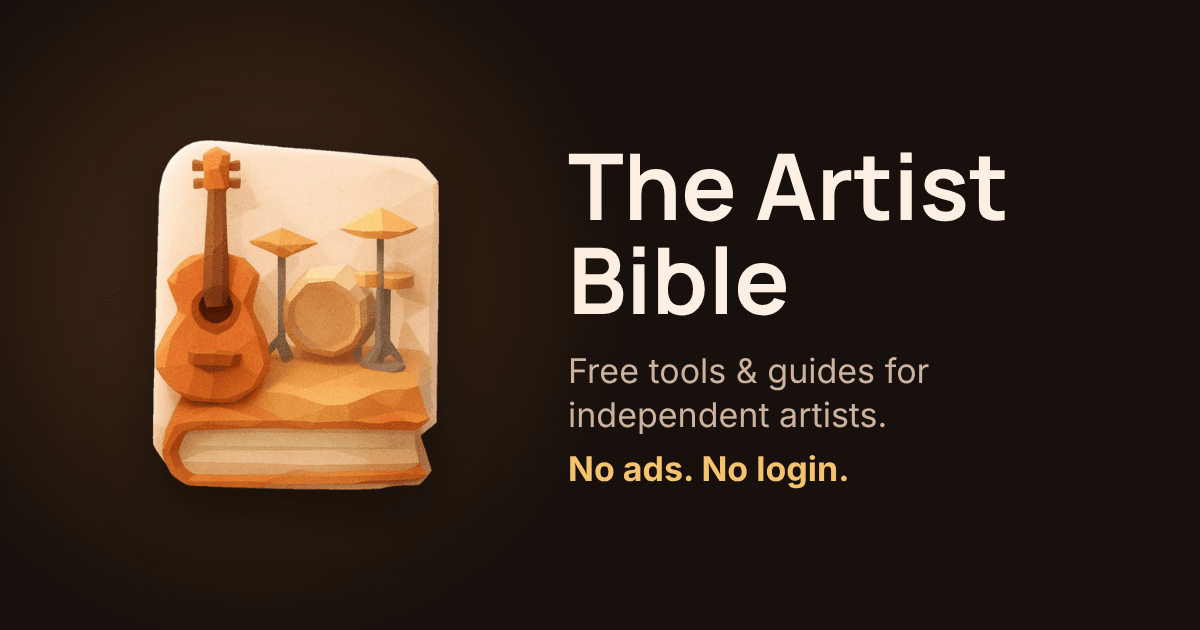 The Artist
Bible
Free tools & guides for
independent artists.
No ads. No login.